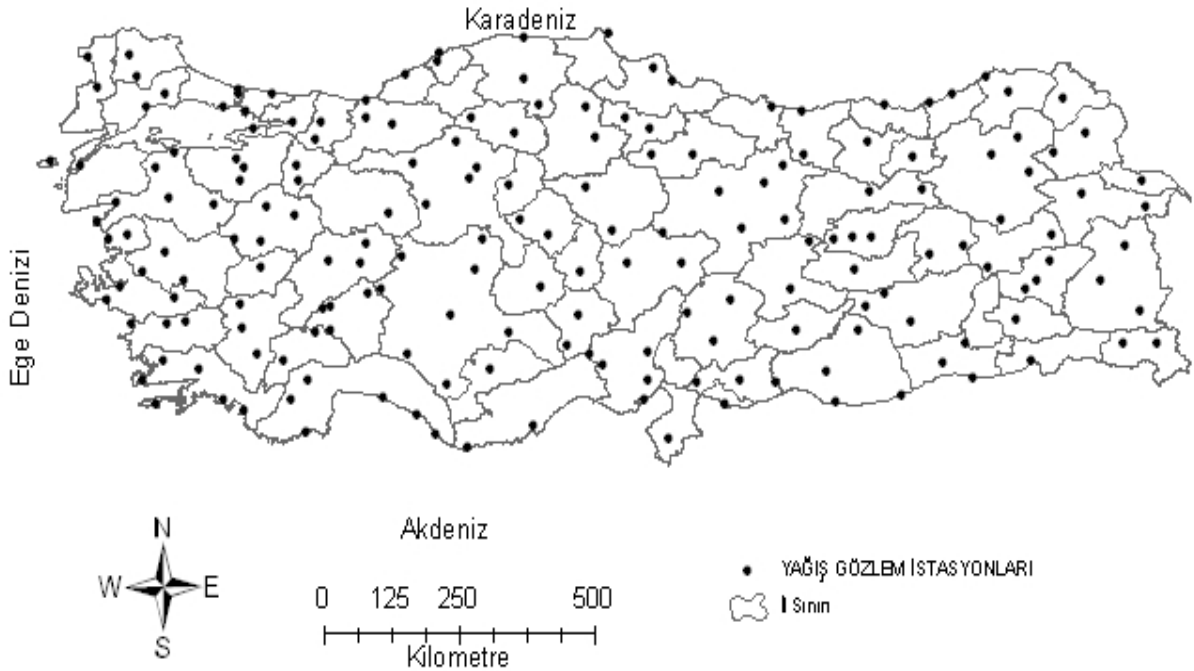 Karadeniz
Ege Denizi
Akdeniz
N
W E
S
0 125 250 500
Kilometre
YAĞIŞ GÖZLEM İSTASYONLARI
İl Sınırı